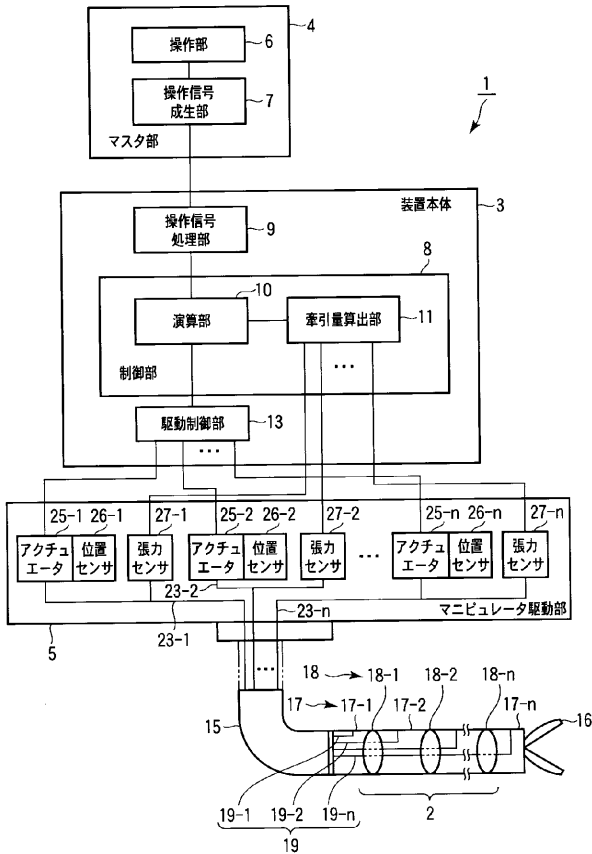 4
操作部
6
操作信号
成生部
7
マスタ部
1
装置本体
3
操作信号
処理部
9
8
10
演算部
牽引量算出部
11
制御部
…
駆動制御部
13
…
25-1
26-1
27-1
25-2
26-2
27-2
25-n
26-n
27-n
アクチュ
エータ
位置
センサ
張力
センサ
アクチュ
エータ
位置
センサ
張力
センサ
…
アクチュ
エータ
位置
センサ
張力
センサ
23-2
23-1
23-n
マニピュレータ駆動部
5
…
18
18-1
18-2
18-n
17
17-1
17-2
17-n
15
16
19-1
19-2
19-n
2
19